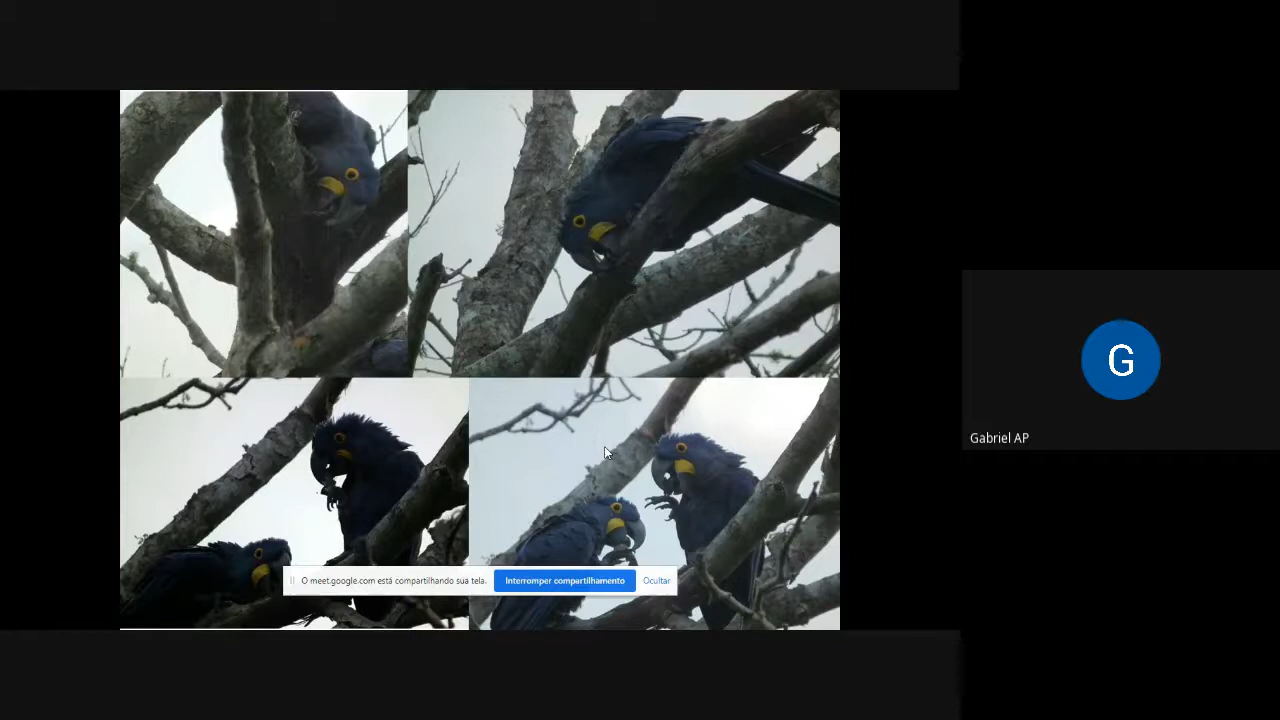 G
Gabriel AP
O meet.google.com está compartilhando sua tela.
Interromper compartilhamento
Ocultar